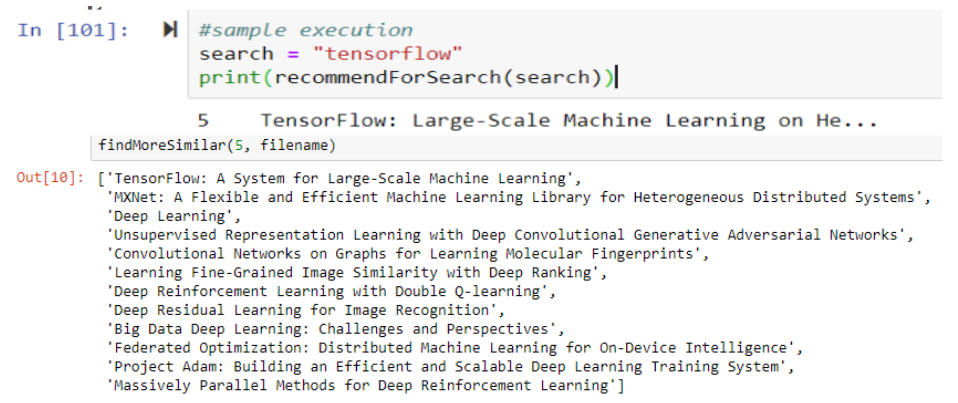 In [101]: #sample execution
search = "tensorflow"
print(recommendForSearch(search))
5 TensorFlow: Large-Scale Machine Learning on He...
findMoreSimilar(5, filename)
Out[10]: ['TensorFlow: A System for Large-Scale Machine Learning',
'MXNet: A Flexible and Efficient Machine Learning Library for Heterogeneous Distributed Systems',
'Deep Learning',
'Unsupervised Representation Learning with Deep Convolutional Generative Adversarial Networks',
'Convolutional Networks on Graphs for Learning Molecular Fingerprints',
'Learning Fine-Grained Image Similarity with Deep Ranking',
'Deep Reinforcement Learning with Double Q-learning',
'Deep Residual Learning for Image Recognition',
'Big Data Deep Learning: Challenges and Perspectives',
'Federated Optimization: Distributed Machine Learning for On-Device Intelligence',
'Project Adam: Building an Efficient and Scalable Deep Learning Training System',
'Massively Parallel Methods for Deep Reinforcement Learning']